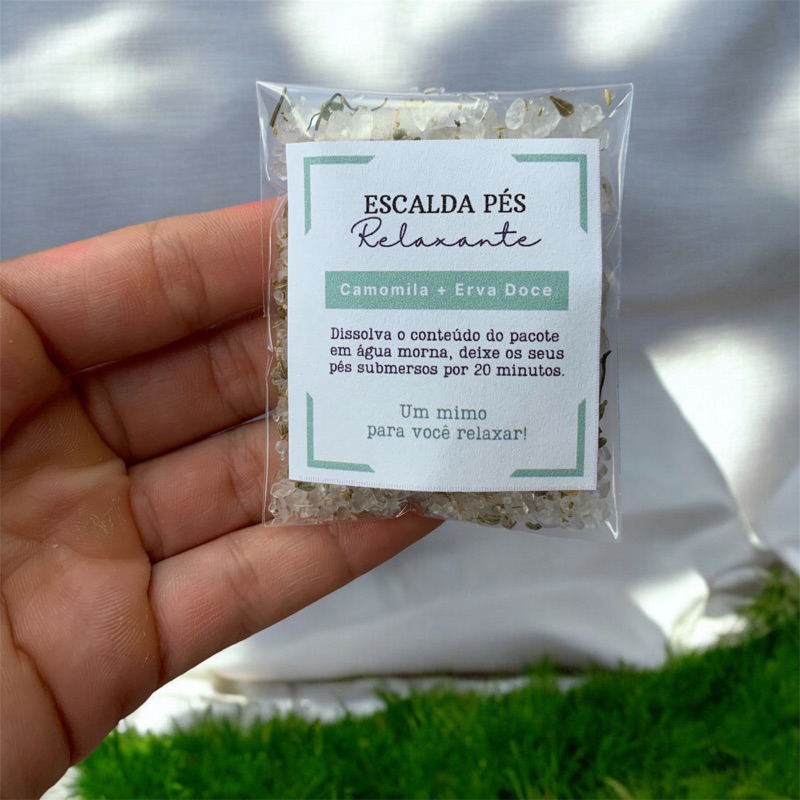 ESCALDA PÉS
Relaxante
Camomila + Erva Doce
Dissolva o conteúdo do pacote
em água morna, deixe os seus
pés submersos por 20 minutos.
Um mimo
para você relaxar!